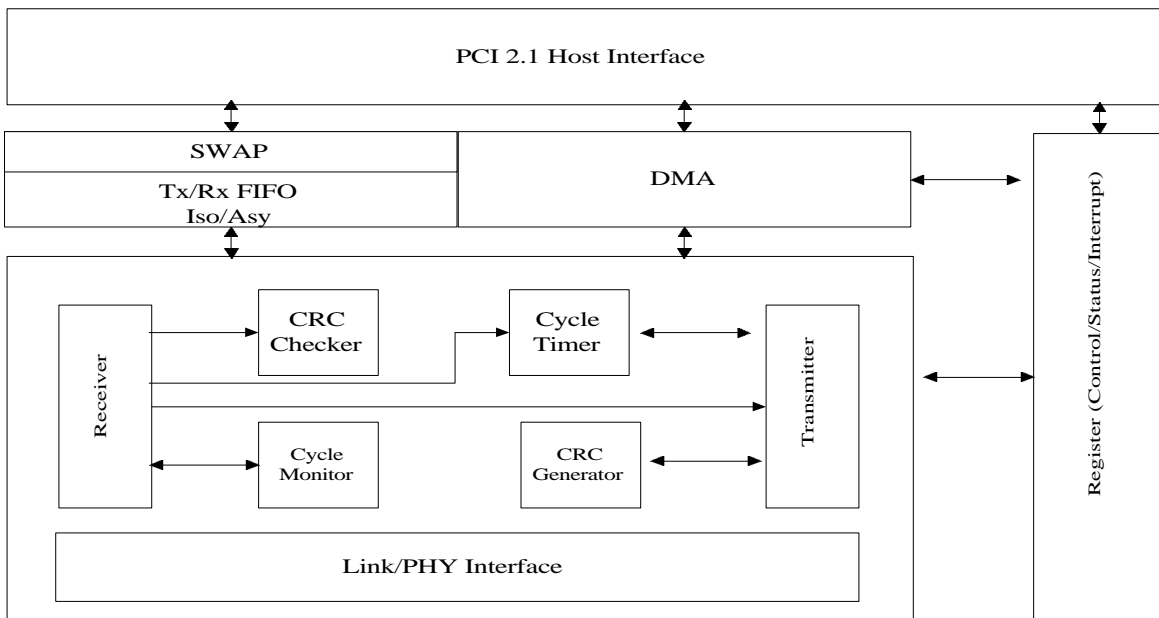 PCI 2.1 Host Interface
SWAP
Tx/Rx FIFO
Iso/Asy
DMA
Register (Control/Status/Interrupt)
Receiver
CRC
Checker
Cycle
Timer
Transmitter
Cycle
Monitor
CRC
Generator
Link/PHY Interface